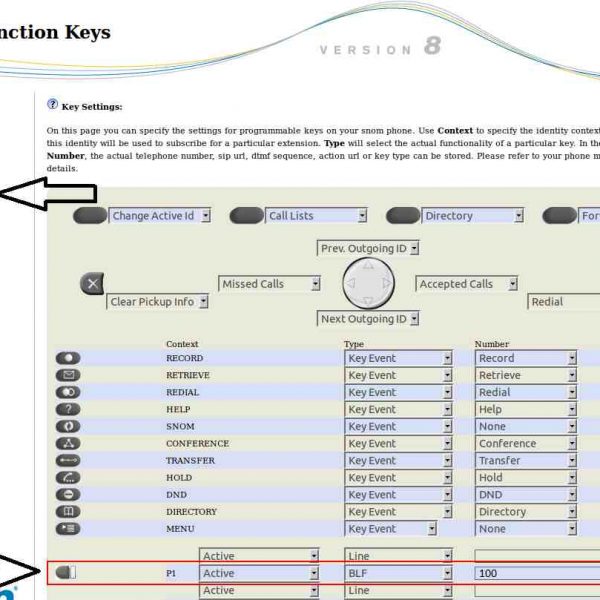 nction Keys
VERSION 8
Key Settings:
On this page you can specify the settings for programmable keys on your snom phone. Use Context to specify the identity context
this identity will be used to subscribe for a particular extension. Type will select the actual functionality of a particular key. In the
Number, the actual telephone number, sip url, dtmf sequence, action url or key type can be stored. Please refer to your phone m
details.
Change Active Id Call Lists Directory For
Prev. Outgoing ID
Missed Calls Accepted Calls
Clear Pickup Info Redial
Next Outgoing ID
Context Type Number
RECORD Key Event Record
RETRIEVE Key Event Retrieve
REDIAL Key Event Redial
HELP Key Event Help
SNOM Key Event None
CONFERENCE Key Event Conference
TRANSFER Key Event Transfer
HOLD Key Event Hold
DND Key Event DND
DIRECTORY Key Event Directory
MENU Key Event None
Active Line
P1 Active BLF 100
Active Line